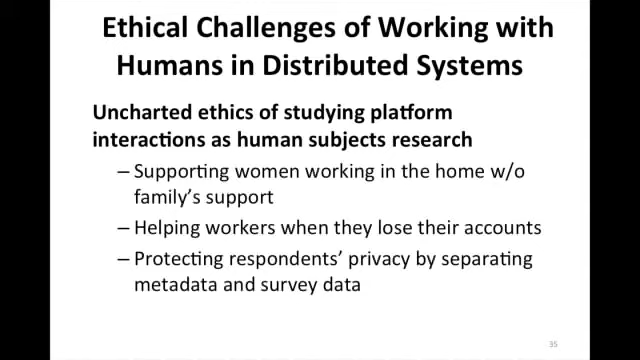 Ethical Challenges of Working with
Humans in Distributed Systems
Uncharted ethics of studying platform
interactions as human subjects research
– Supporting women working in the home w/o
family's support
– Helping workers when they lose their accounts
– Protecting respondents' privacy by separating
metadata and survey data
35